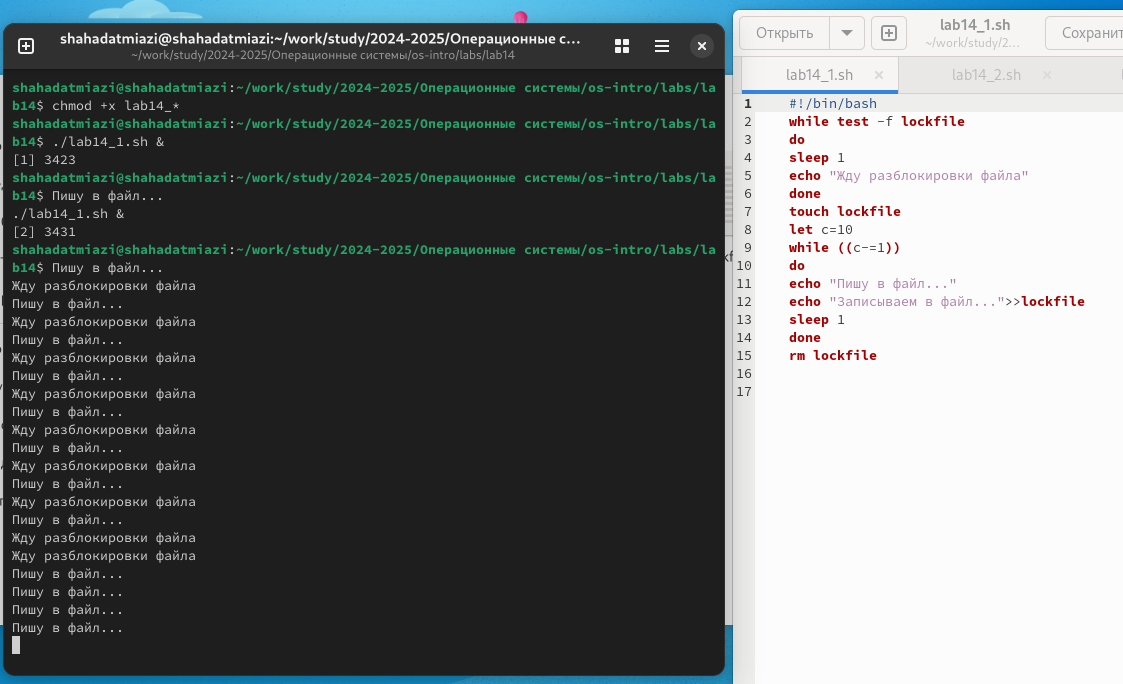 shahadatmiazi@shahadatmiazi:~/work/study/2024-2025/Операционные с...
~/work/study/2024-2025/Операционные системы/os-intro/labs/lab14
shahadatmiazi@shahadatmiazi:~/work/study/2024-2025/Операционные системы/os-intro/labs/la
b14$ chmod +x lab14_*
shahadatmiazi@shahadatmiazi:~/work/study/2024-2025/Операционные системы/os-intro/labs/la
b14$ ./lab14_1.sh &
[1] 3423
shahadatmiazi@shahadatmiazi:~/work/study/2024-2025/Операционные системы/os-intro/labs/la
b14$ Пишу в файл...
./lab14_1.sh &
[2] 3431
shahadatmiazi@shahadatmiazi:~/work/study/2024-2025/Операционные системы/os-intro/labs/la
b14$ Пишу в файл...
Жду разблокировки файла
Пишу в файл...
Жду разблокировки файла
Пишу в файл...
Жду разблокировки файла
Пишу в файл...
Жду разблокировки файла
Пишу в файл...
Жду разблокировки файла
Пишу в файл...
Жду разблокировки файла
Пишу в файл...
Жду разблокировки файла
Пишу в файл...
Жду разблокировки файла
Жду разблокировки файла
Пишу в файл...
Пишу в файл...
Пишу в файл...
Пишу в файл...
Открыть
lab14_1.sh
~/work/study/2...
Сохранит
lab14_1.sh
lab14_2.sh
1 #!/bin/bash
2 while test -f lockfile
3 do
4 sleep 1
5 echo "Жду разблокировки файла"
6 done
7 touch lockfile
8 let c=10
9 while ((c-=1))
10 do
11 echo "Пишу в файл..."
12 echo "Записываем в файл...">>lockfile
13 sleep 1
14 done
15 rm lockfile
16
17